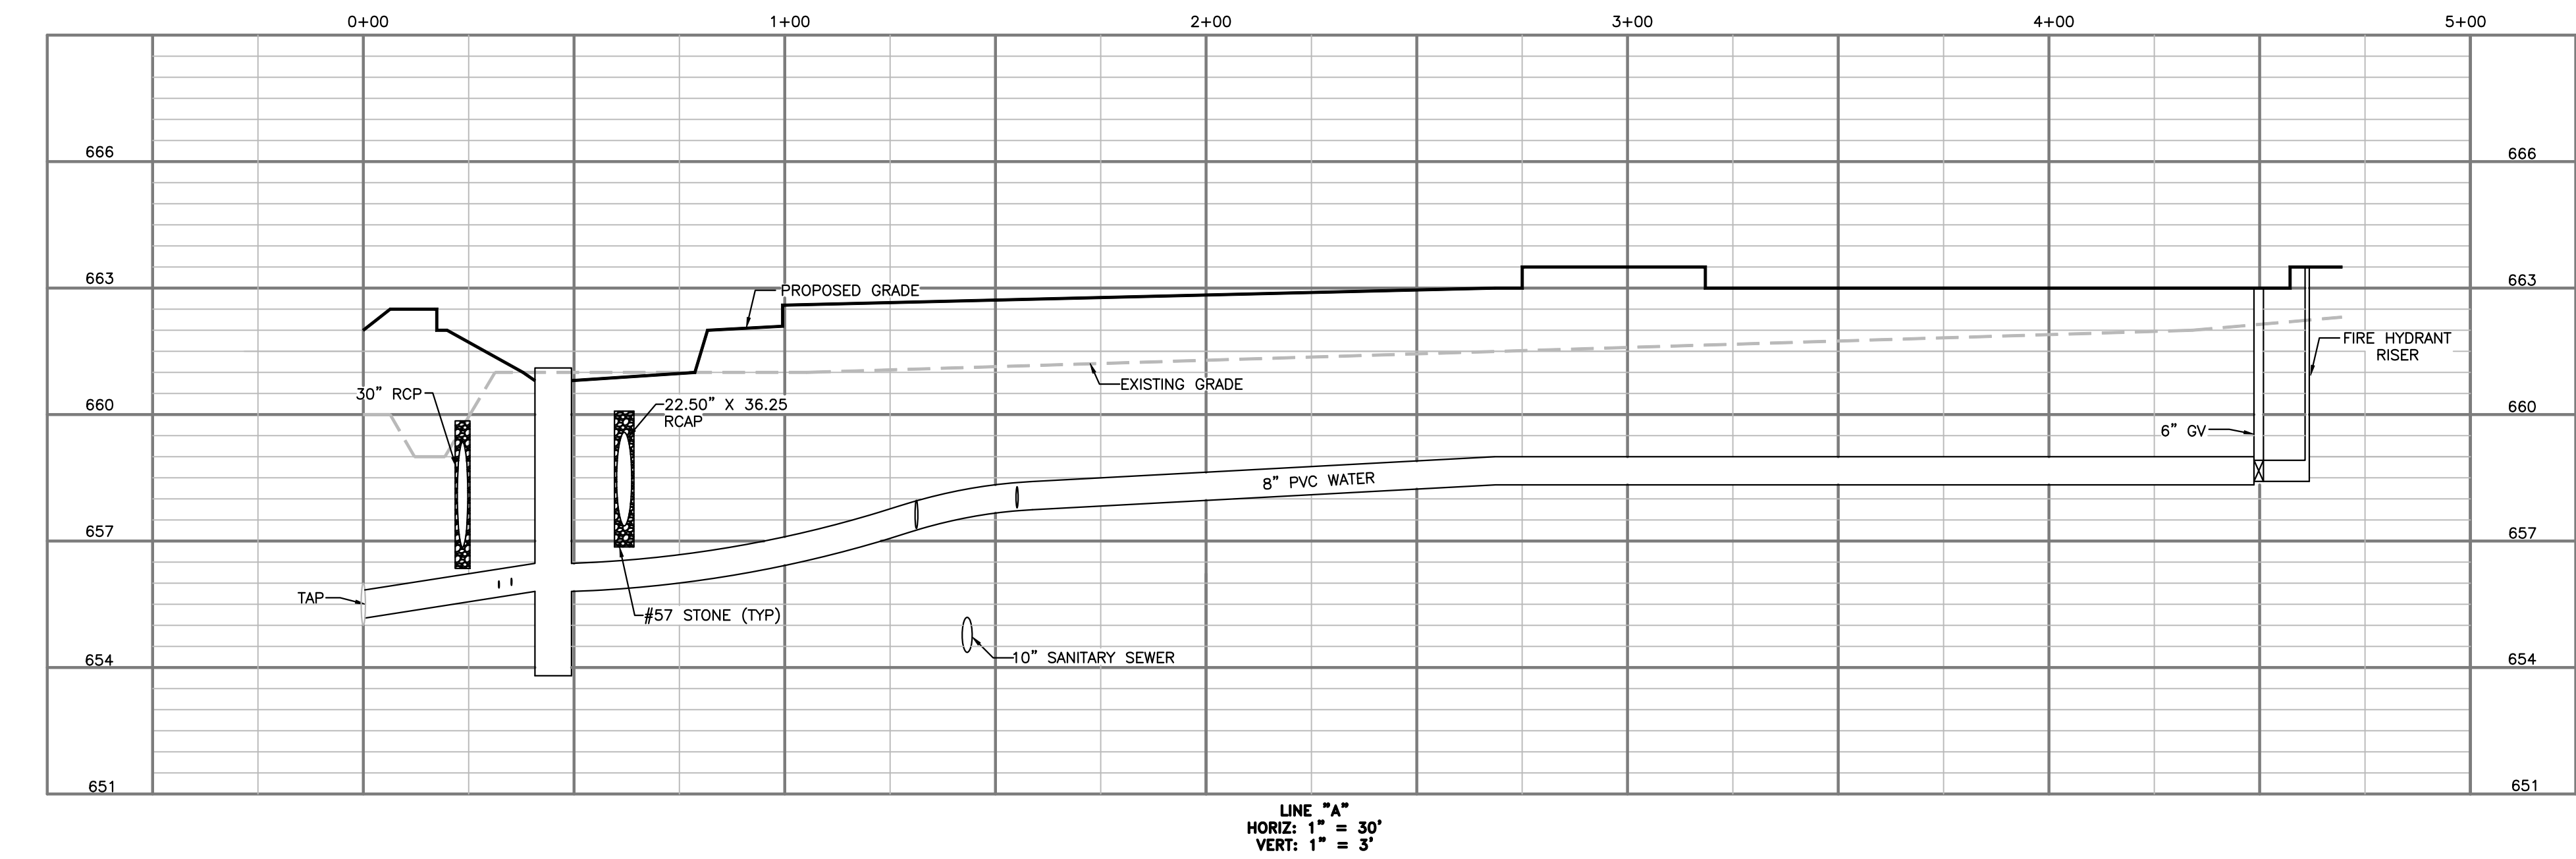 0+00 1+00 2+00 3+00 4+00 5+00
666 666
663 663
PROPOSED GRADE
FIRE HYDRANT
RISER
EXISTING GRADE
30" RCP
22.50" X 36.25
RCAP
660 660
6" GV
8" PVC WATER
657 657
TAP
#57 STONE (TYP)
10" SANITARY SEWER
654 654
651 651
LINE "A"
HORIZ: 1" = 30'
VERT: 1" = 3'